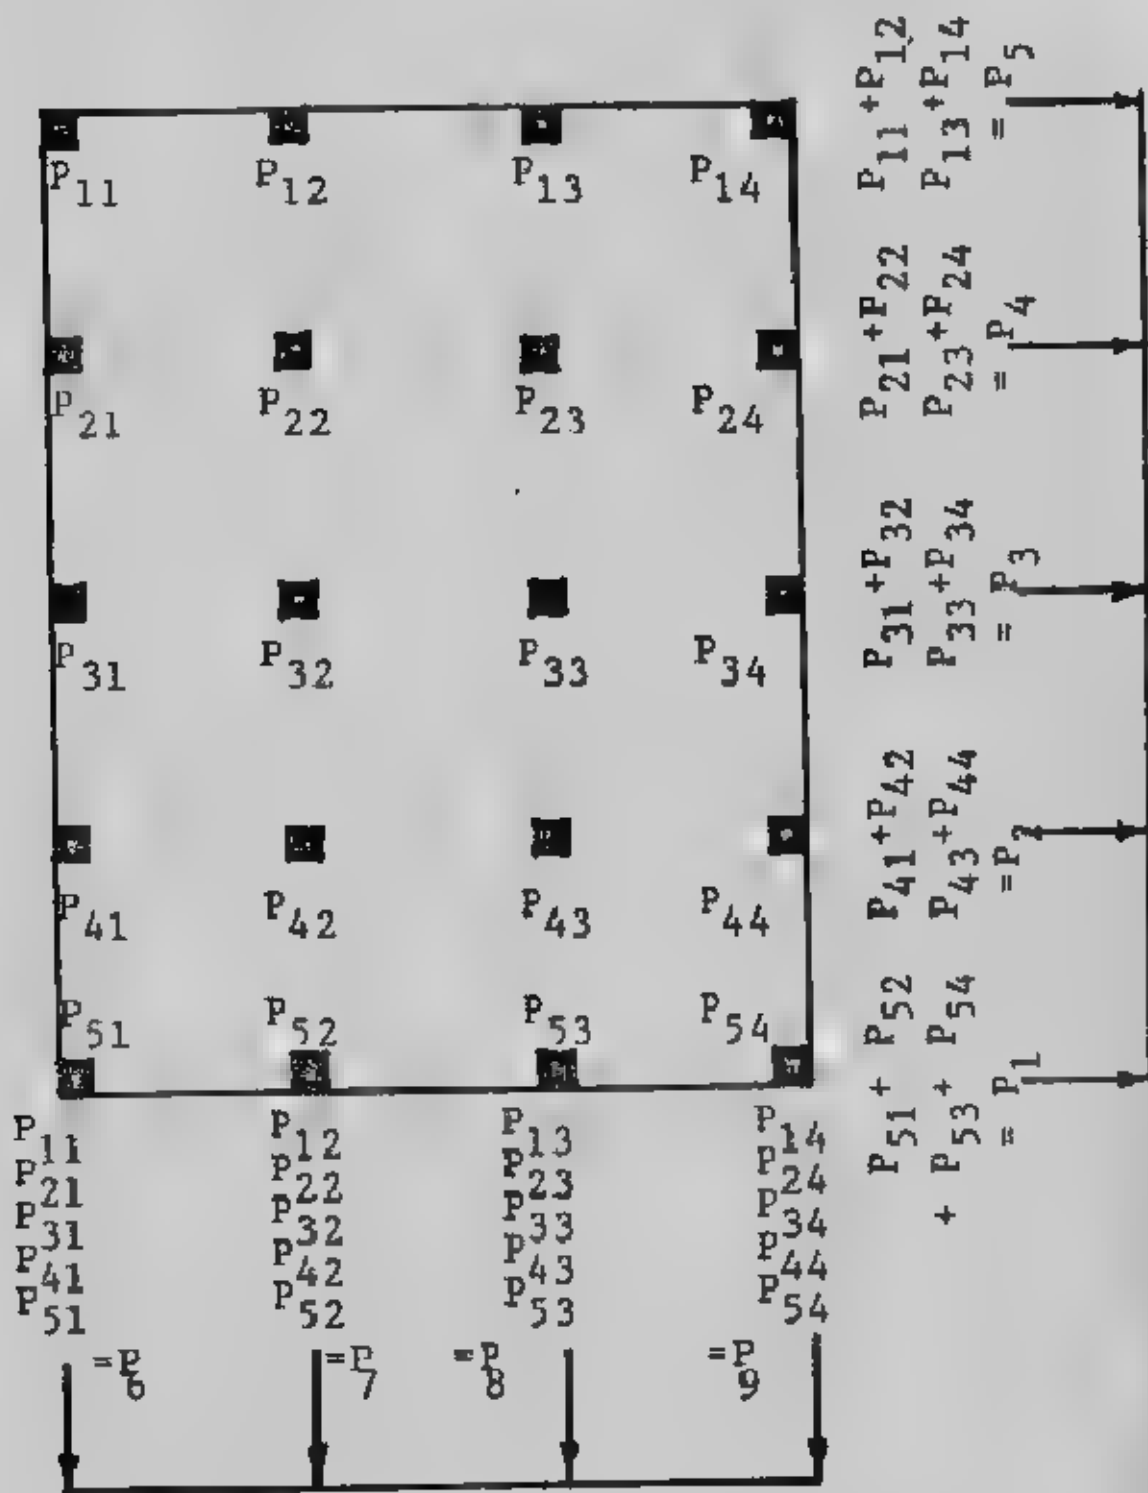 P11 P12 P13 P14
P21 P22 P23 P24
P31 P32 P33 P34
P41 P42 P43 P44
P51 P52 P53 P54
P11+P12
P13+P14
= P5
P21+P22
P23+P24
= P4
P31+P32
P33+P34
= P3
P41+P42
P43+P44
=P2
P51+ P52
+ P53+ P54
= P1
P11 P12 P13 P14
P21 P22 P23 P24
P31 P32 P33 P34
P41 P42 P43 P44
P51 P52 P53 P54
=P6 =P7 =P8 =P9